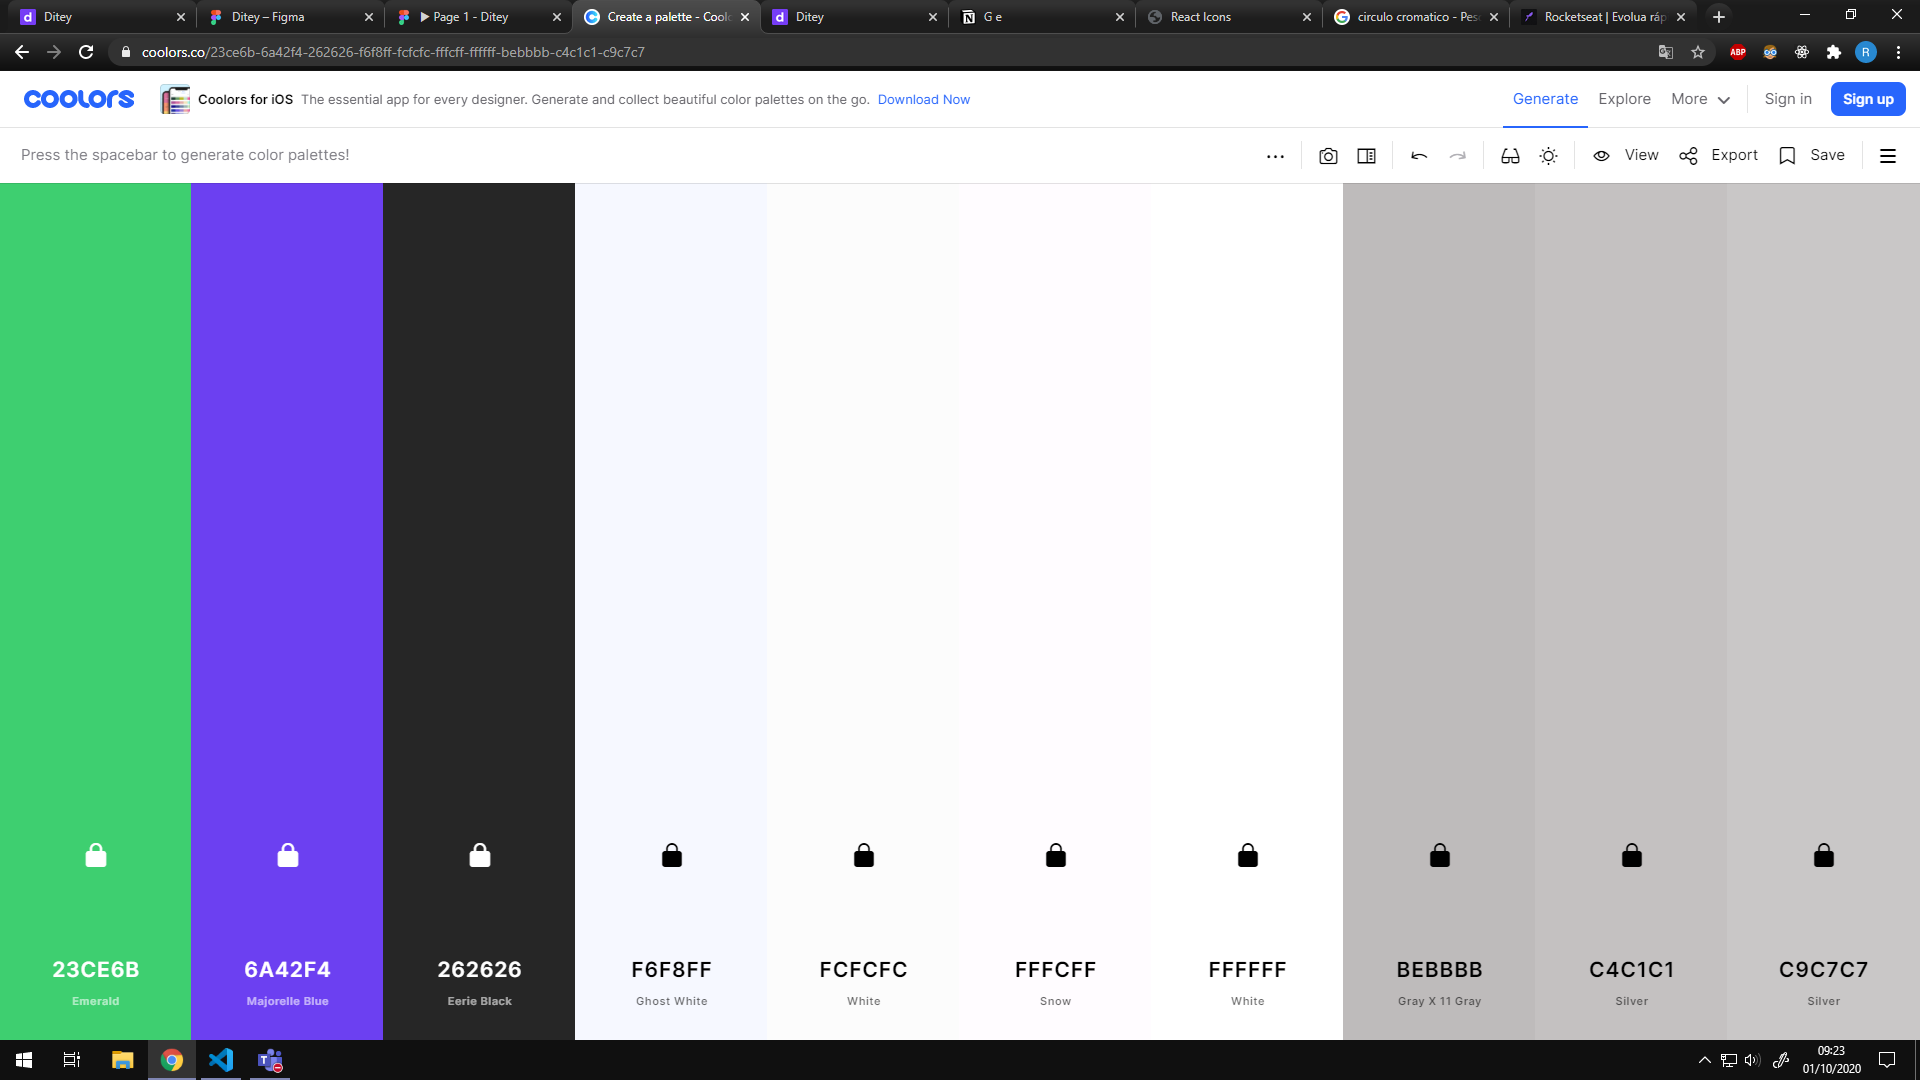 Ditey
Ditey – Figma
▶ Page 1 - Ditey
Create a palette - Coolo
Ditey
G e
React Icons
circulo cromatico - Pes
Rocketseat | Evolua ráp
coolors.co/23ce6b-6a42f4-262626-f6f8ff-fcfcfc-fffcff-ffffff-bebbbb-c4c1c1-c9c7c7
ABP
R
coolors
Coolors for iOS The essential app for every designer. Generate and collect beautiful color palettes on the go. Download Now
Generate
Explore
More
Sign in
Sign up
Press the spacebar to generate color palettes!
View
Export
Save
23CE6B
6A42F4
262626
F6F8FF
FCFCFC
FFFCFF
FFFFFF
BEBBBB
C4C1C1
C9C7C7
Emerald
Majorelle Blue
Eerie Black
Ghost White
White
Snow
White
Gray X 11 Gray
Silver
Silver
09:23
01/10/2020